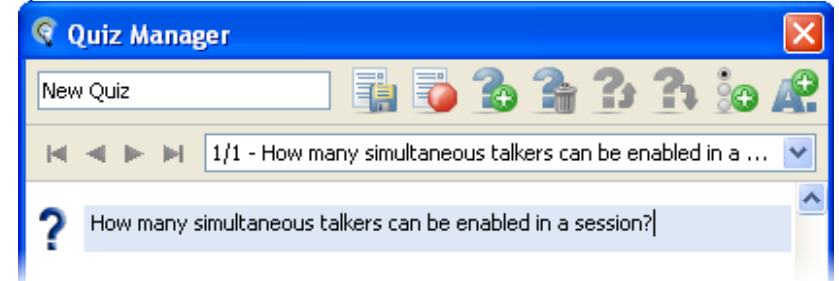 Quiz Manager
New Quiz
1/1 - How many simultaneous talkers can be enabled in a ...
How many simultaneous talkers can be enabled in a session?